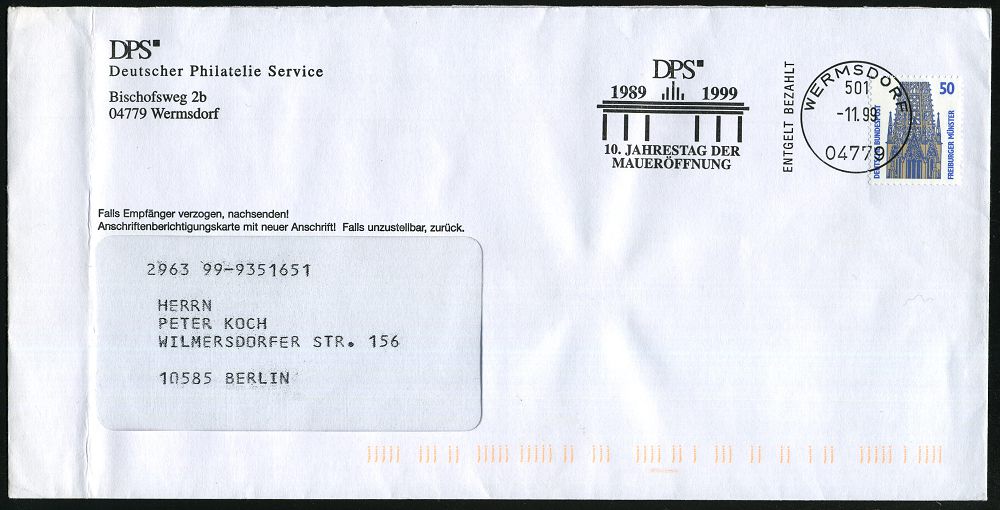 DPS
Deutscher Philatelie Service
Bischofsweg 2b
04779 Wermsdorf
DPS
1989 1999
10. JAHRESTAG DER
MAUERÖFFNUNG
ENTGELT BEZAHLT
WERMSDORF
501
-11.99
04779
50
DEUTSCHE BUNDESPOST
FREIBURGER MÜNSTER
Falls Empfänger verzogen, nachsenden!
Anschriftenberichtigungskarte mit neuer Anschrift! Falls unzustellbar, zurück.
2963 99-9351651
HERRN
PETER KOCH
WILMERSDORFER STR. 156
10585 BERLIN